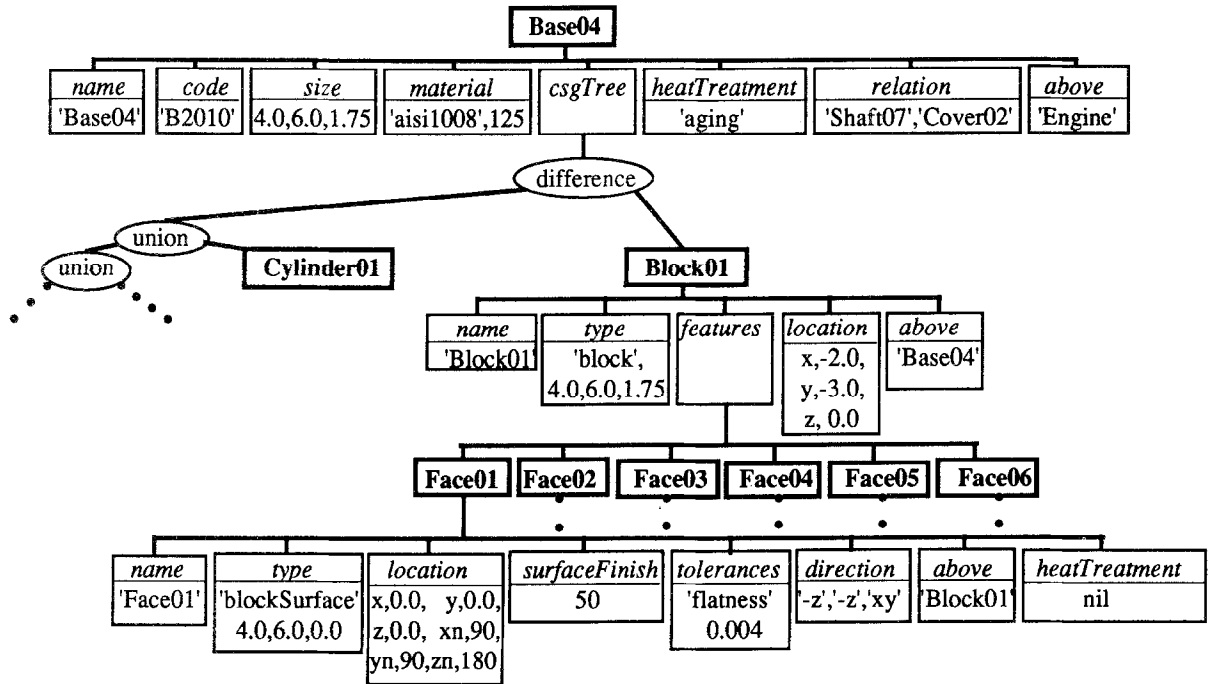 Base04
name code size material csgTree heatTreatment relation above
'Base04' 'B2010' 4.0,6.0,1.75 'aisi1008',125 'aging' 'Shaft07','Cover02' 'Engine'
difference
union
union Cylinder01 Block01
name type features location above
'Block01' 'block', x,-2.0, 'Base04'
4.0,6.0,1.75 y,-3.0,
z, 0.0
Face01 Face02 Face03 Face04 Face05 Face06
name type location surfaceFinish tolerances direction above heatTreatment
'Face01' 'blockSurface' x,0.0, y,0.0, 50 'flatness' '-z','-z','xy' 'Block01' nil
4.0,6.0,0.0 z,0.0, xn,90, 0.004
yn,90,zn,180